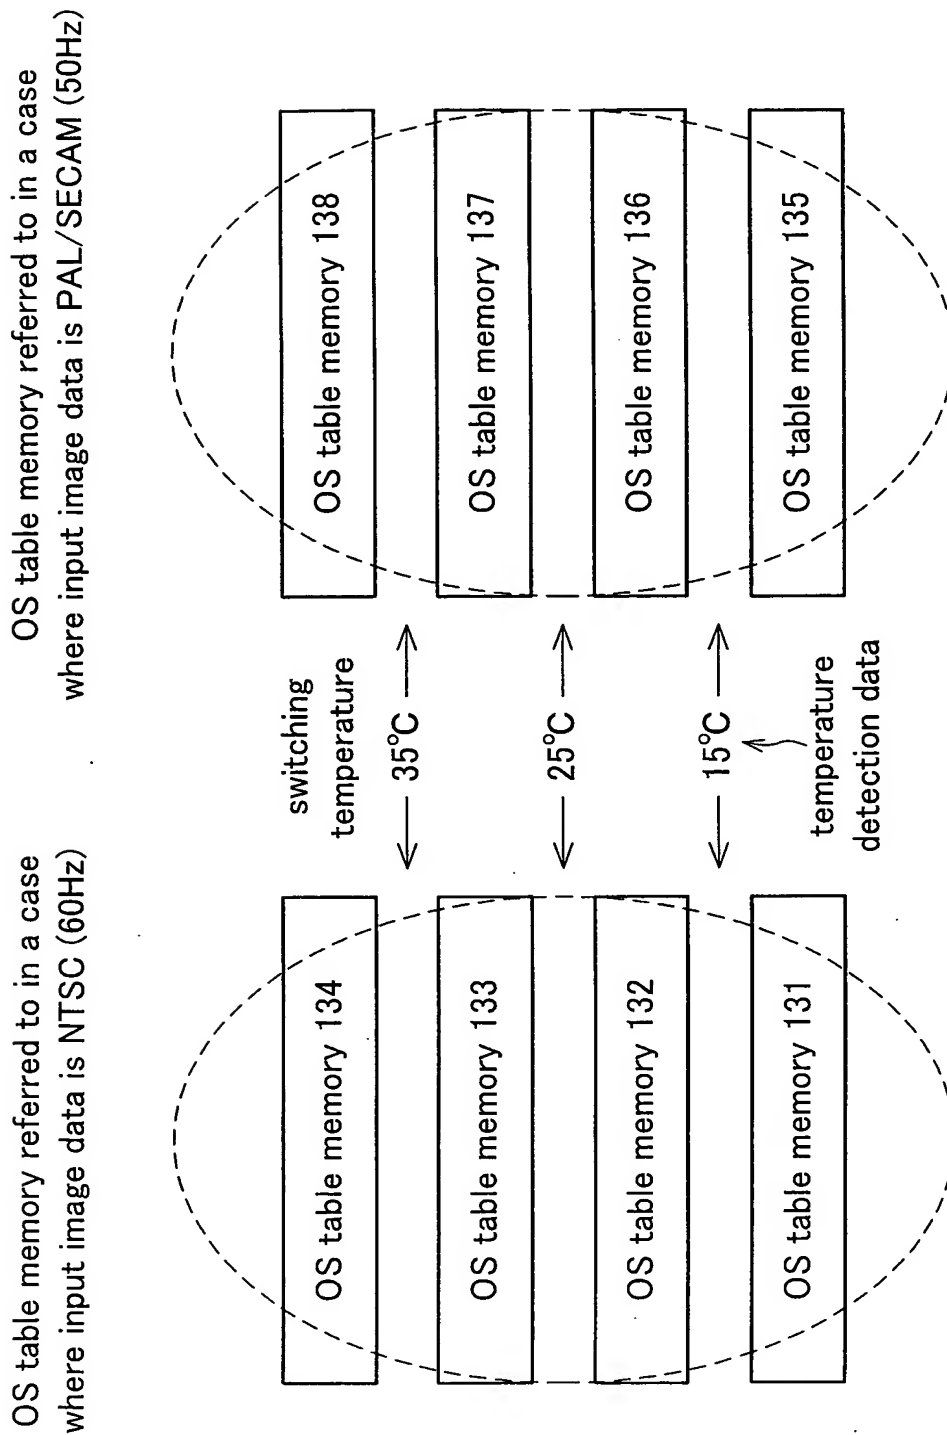 OS table memory referred to in a case
where input image data is NTSC (60Hz)
OS table memory 134
OS table memory 133
OS table memory 132
OS table memory 131
switching
temperature
35°C
25°C
15°C
temperature
detection data
OS table memory referred to in a case
where input image data is PAL/SECAM (50Hz)
OS table memory 138
OS table memory 137
OS table memory 136
OS table memory 135